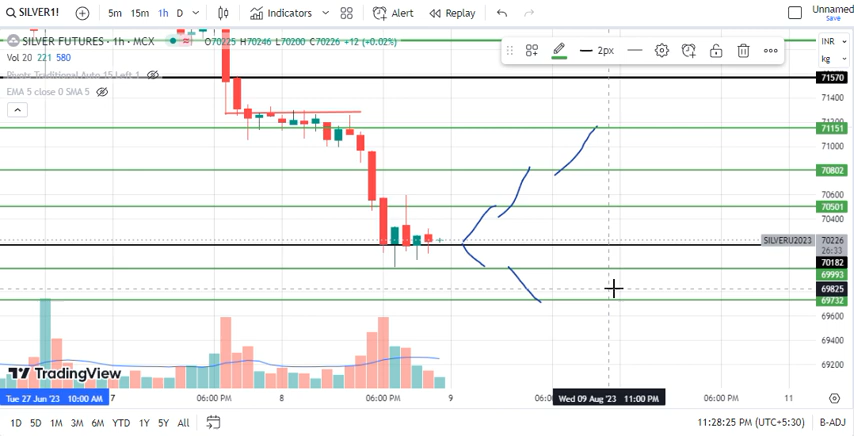 SILVER1! 5m 15m 1h D Indicators Alert Replay Unnamed
Save
SILVER FUTURES · 1h · MCX O70225 H70246 L70200 C70226 +12 (+0.02%)
INR
Vol 20 221 580
2px
kg
Pivots Traditional Auto 15 Left 1
EMA 5 close 0 SMA 5
71570
71400
71200
71151
71000
70802
70600
70501
70400
SILVERU2023 70226
26:33
70182
69993
69825
69732
69600
69400
69200
TradingView
Tue 27 Jun '23 10:00 AM 7 06:00 PM 8 06:00 PM 9 06:0 Wed 09 Aug '23 11:00 PM 06:00 PM 11
1D 5D 1M 3M 6M YTD 1Y 5Y All 11:28:25 PM (UTC+5:30) B-ADJ